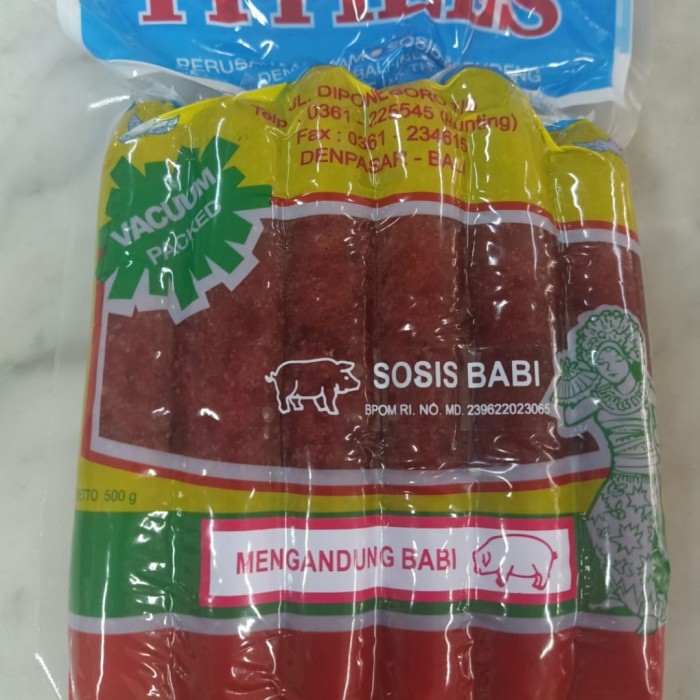 SOSIS
JL. DIPONEGORO
Telp. : 0361 - 225545 (Hunting)
Fax : 0361 - 234615
DENPASAR - BALI
VACUUM
PACKED
SOSIS BABI
BPOM RI. NO. MD. 239622023065
NETTO 500 g
MENGANDUNG BABI